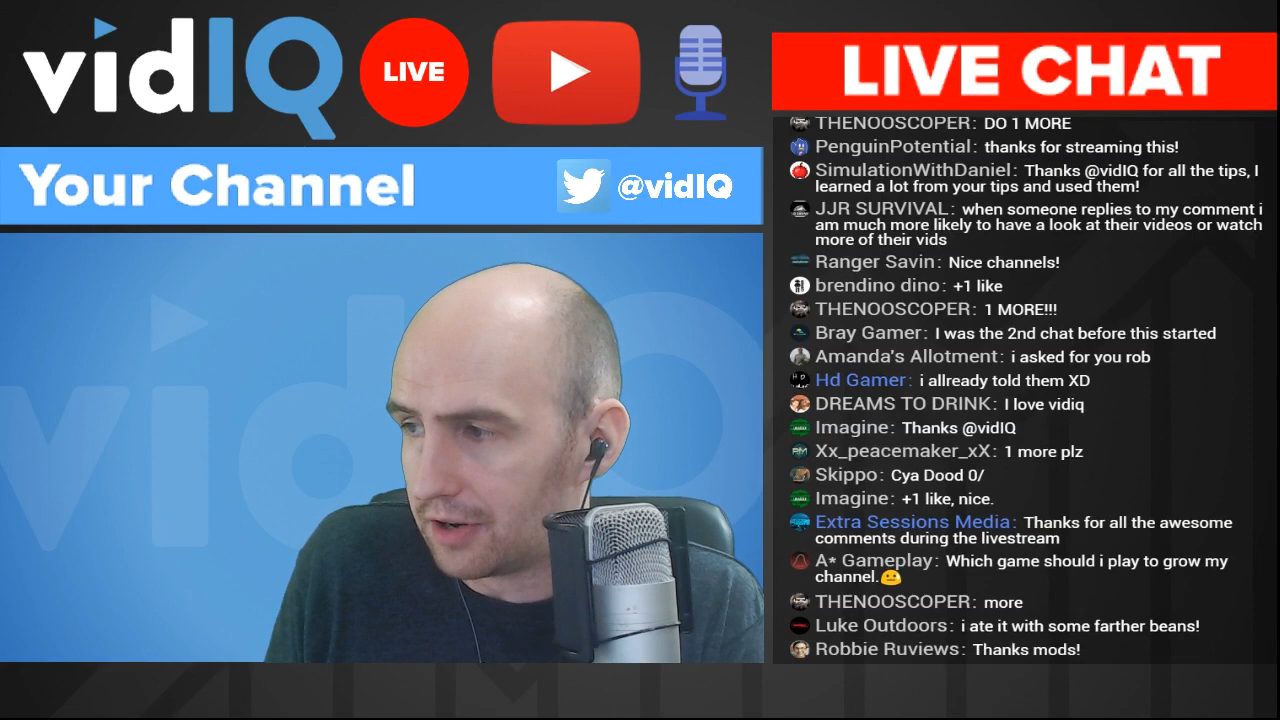 vidIQ
LIVE
LIVE CHAT
Your Channel
@vidIQ
THENOOSCOPER: DO 1 MORE
PenguinPotential: thanks for streaming this!
SimulationWithDaniel: Thanks @vidIQ for all the tips, I
learned a lot from your tips and used them!
JJR SURVIVAL: when someone replies to my comment i
am much more likely to have a look at their videos or watch
more of their vids
Ranger Savin: Nice channels!
brendino dino: +1 like
THENOOSCOPER: 1 MORE!!!
Bray Gamer: I was the 2nd chat before this started
Amanda's Allotment: i asked for you rob
Hd Gamer: i allready told them XD
DREAMS TO DRINK: I love vidiq
Imagine: Thanks @vidIQ
Xx_peacemaker_xX: 1 more plz
Skippo: Cya Dood 0/
Imagine: +1 like, nice.
Extra Sessions Media: Thanks for all the awesome
comments during the livestream
A* Gameplay: Which game should i play to grow my
channel.😐
THENOOSCOPER: more
Luke Outdoors: i ate it with some farther beans!
Robbie Ruviews: Thanks mods!
vidIQ